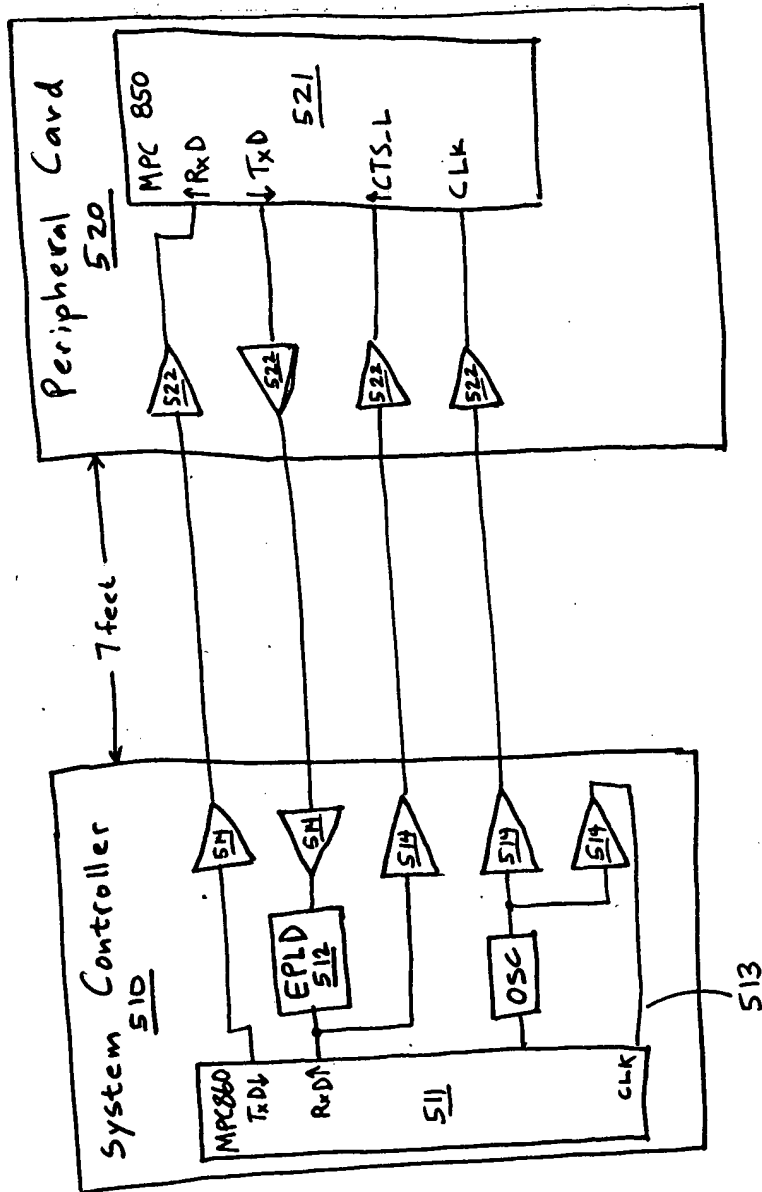 System Controller
510
MPC860
TxD↓
RxD↑
511
CLK
EPLD
512
OSC
514
514
514
514
514
513
← 7 feet →
Peripheral Card
520
MPC 850
↑RxD
↓TxD
521
↑CTS_L
CLK
522
522
522
522